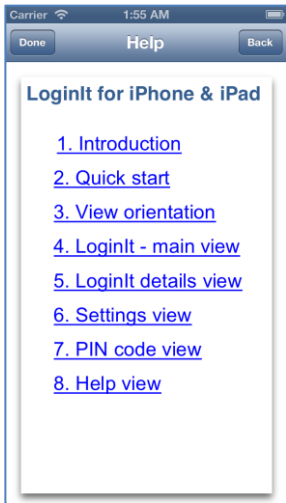 Carrier 1:55 AM
Done Help Back
LoginIt for iPhone & iPad
1. Introduction
2. Quick start
3. View orientation
4. LoginIt - main view
5. LoginIt details view
6. Settings view
7. PIN code view
8. Help view